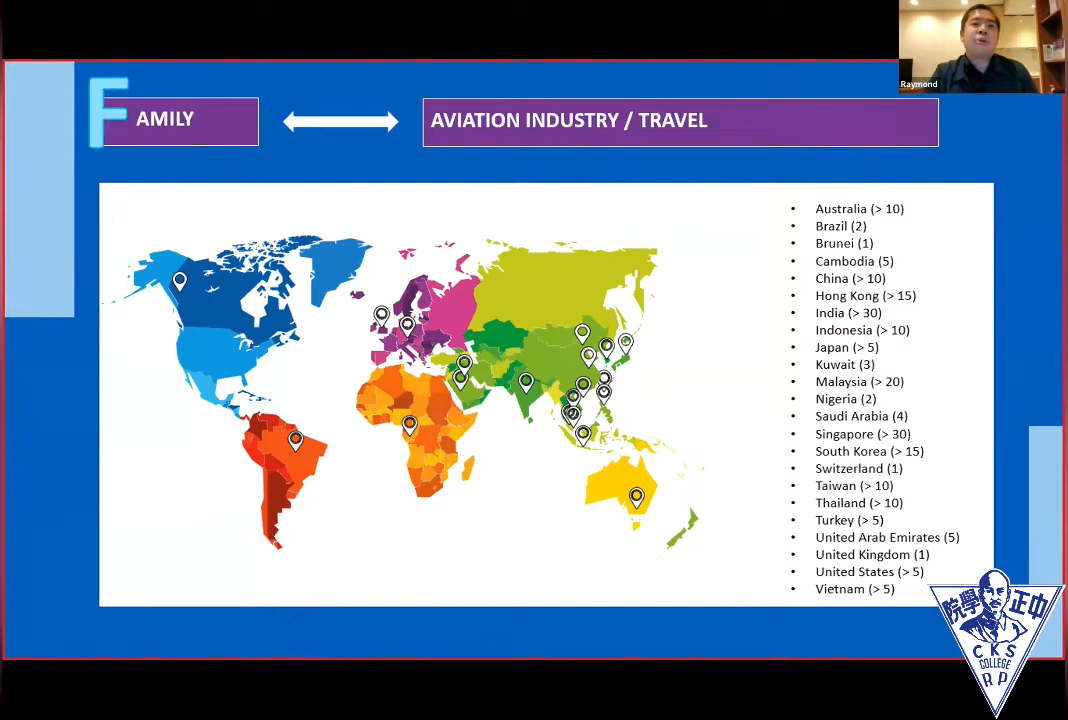 Raymond
FAMILY
AVIATION INDUSTRY / TRAVEL
• Australia (> 10)
• Brazil (2)
• Brunei (1)
• Cambodia (5)
• China (> 10)
• Hong Kong (> 15)
• India (> 30)
• Indonesia (> 10)
• Japan (> 5)
• Kuwait (3)
• Malaysia (> 20)
• Nigeria (2)
• Saudi Arabia (4)
• Singapore (> 30)
• South Korea (> 15)
• Switzerland (1)
• Taiwan (> 10)
• Thailand (> 10)
• Turkey (> 5)
• United Arab Emirates (5)
• United Kingdom (1)
• United States (> 5)
• Vietnam (> 5)
院學 正中
CKS
COLLEGE
RP